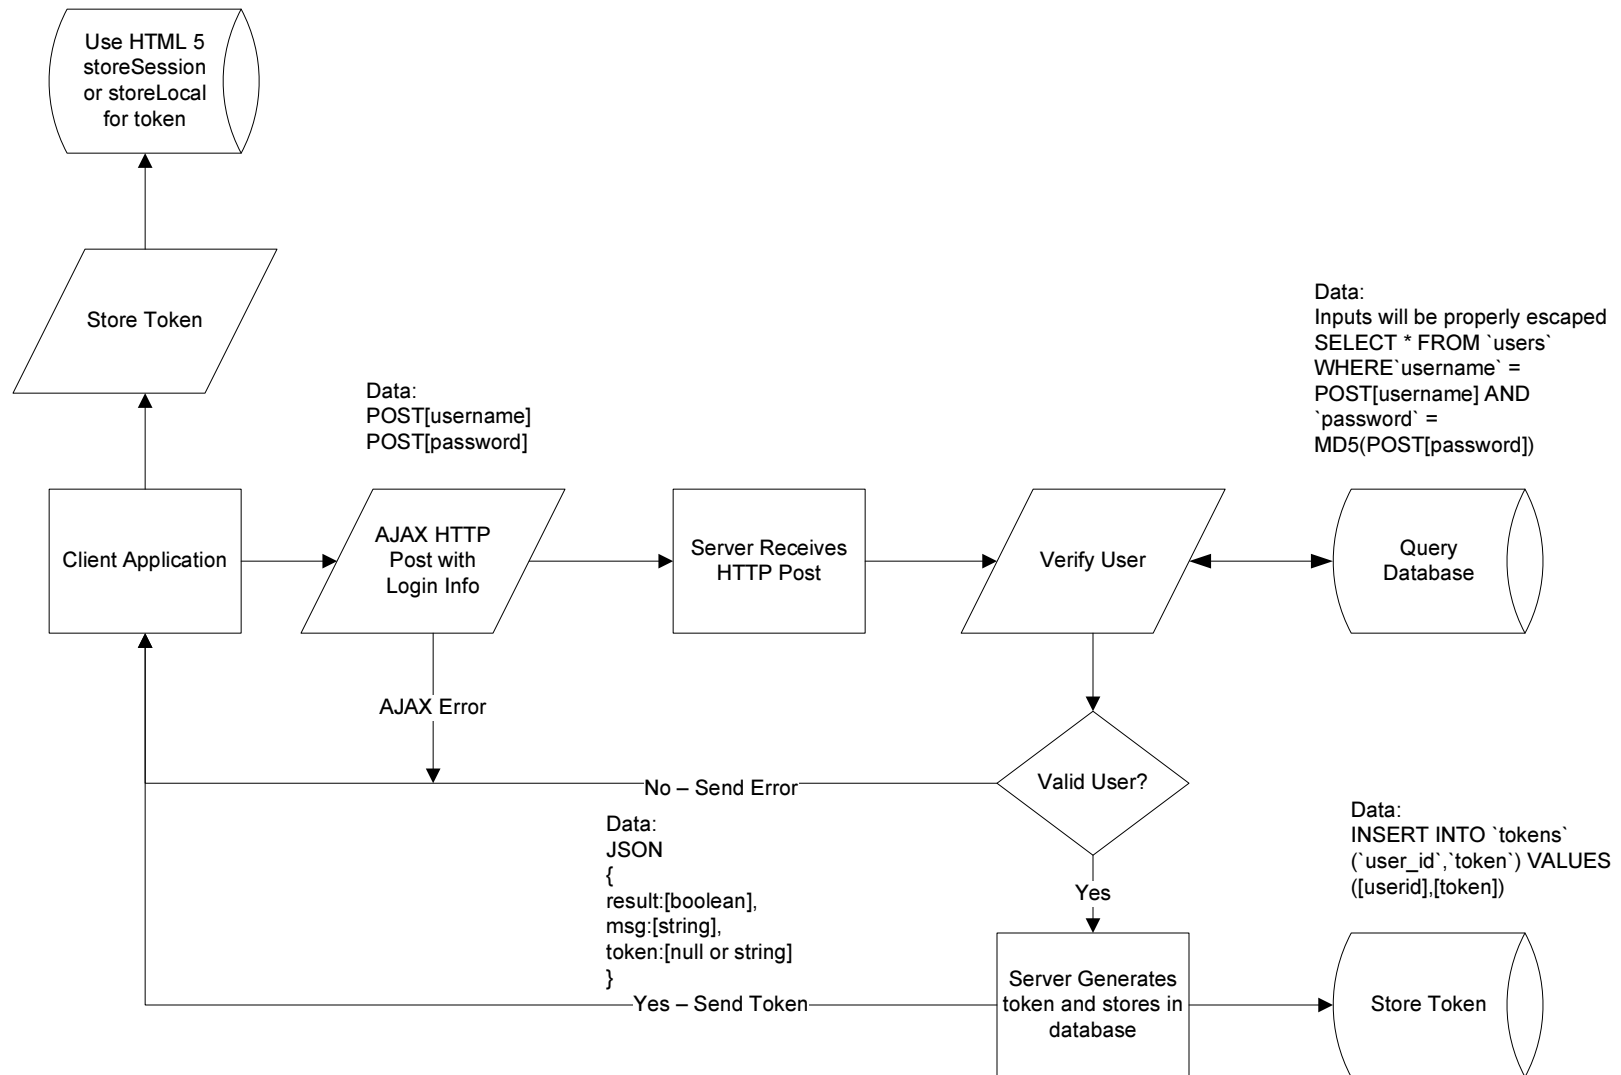 Use HTML 5
storeSession
or storeLocal
for token
Store Token
Data:
Inputs will be properly escaped
SELECT * FROM `users`
WHERE`username` =
POST[username] AND
`password` =
MD5(POST[password])
Data:
POST[username]
POST[password]
Client Application
AJAX HTTP
Post with
Login Info
Server Receives
HTTP Post
Verify User
Query
Database
AJAX Error
No – Send Error
Valid User?
Data:
JSON
{
result:[boolean],
msg:[string],
token:[null or string]
}
Data:
INSERT INTO `tokens`
(`user_id`,`token`) VALUES
([userid],[token])
Yes
Yes – Send Token
Server Generates
token and stores in
database
Store Token